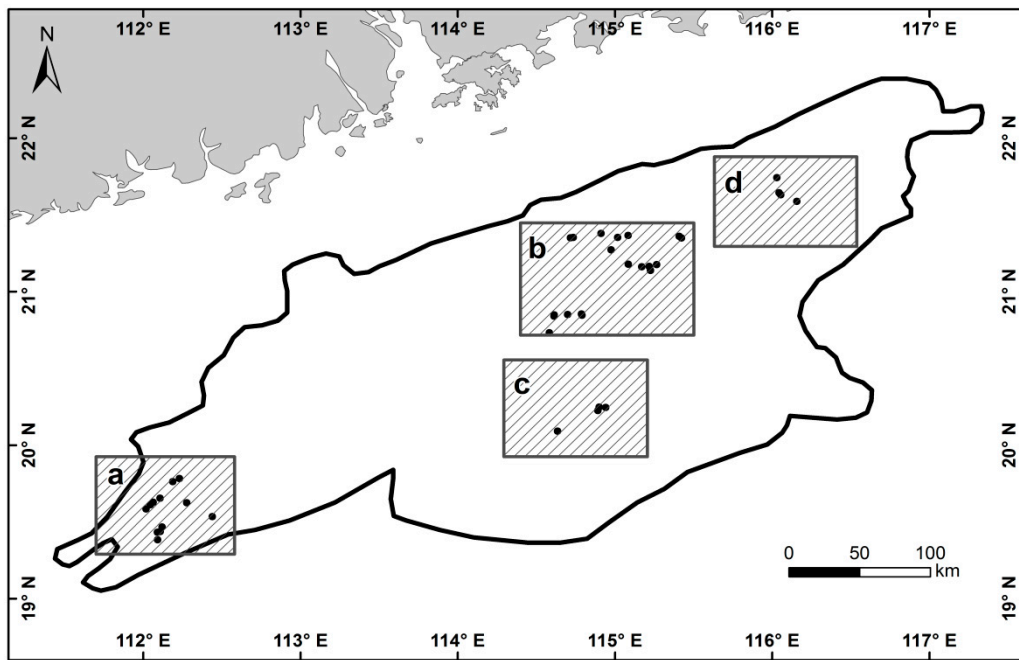 112° E 113° E 114° E 115° E 116° E 117° E
N
22° N 22° N
d
b
21° N 21° N
c
20° N 20° N
a
0 50 100
km
19° N 19° N
112° E 113° E 114° E 115° E 116° E 117° E